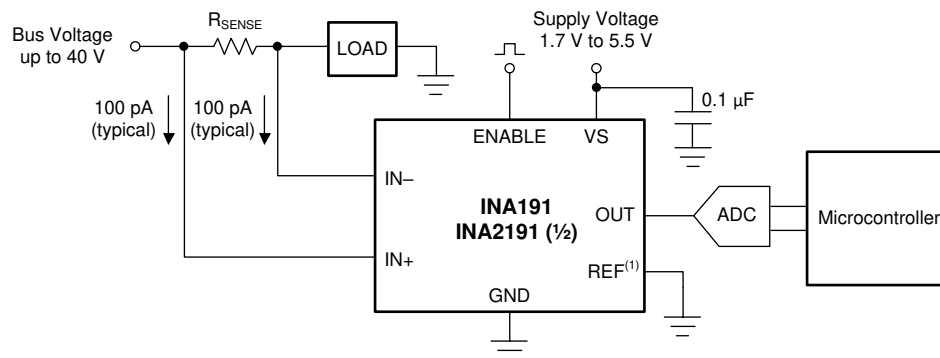 Bus Voltage
up to 40 V
RSENSE
LOAD
Supply Voltage
1.7 V to 5.5 V
100 pA
(typical)
100 pA
(typical)
0.1 µF
ENABLE
VS
IN–
INA191
INA2191 (½)
OUT
ADC
Microcontroller
IN+
REF(1)
GND